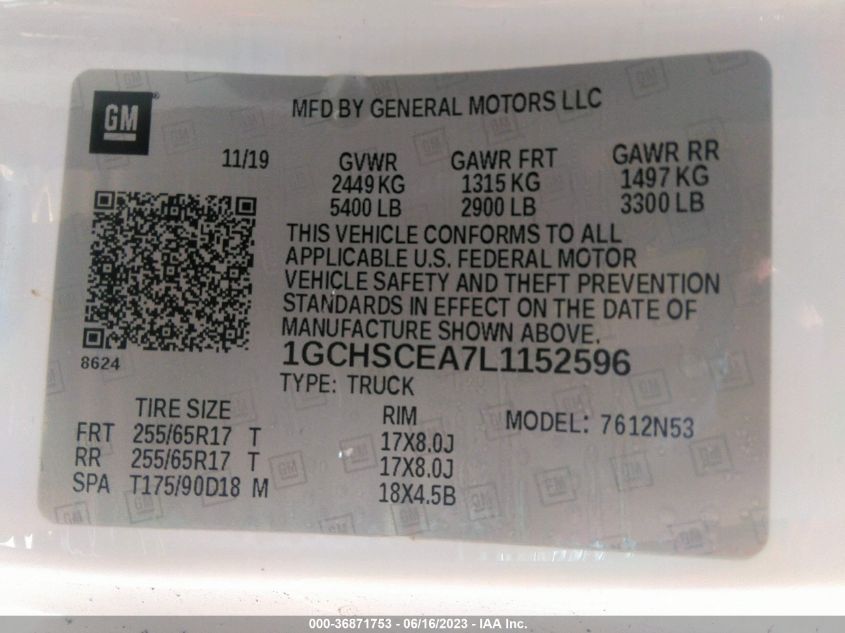 GM
MFD BY GENERAL MOTORS LLC
11/19 GVWR GAWR FRT GAWR RR
2449 KG 1315 KG 1497 KG
5400 LB 2900 LB 3300 LB
THIS VEHICLE CONFORMS TO ALL
APPLICABLE U.S. FEDERAL MOTOR
VEHICLE SAFETY AND THEFT PREVENTION
STANDARDS IN EFFECT ON THE DATE OF
MANUFACTURE SHOWN ABOVE.
8624
1GCHSCEA7L1152596
TYPE: TRUCK
TIRE SIZE RIM MODEL: 7612N53
FRT 255/65R17 T 17X8.0J
RR 255/65R17 T 17X8.0J
SPA T175/90D18 M 18X4.5B
000-36871753 - 06/16/2023 - IAA Inc.